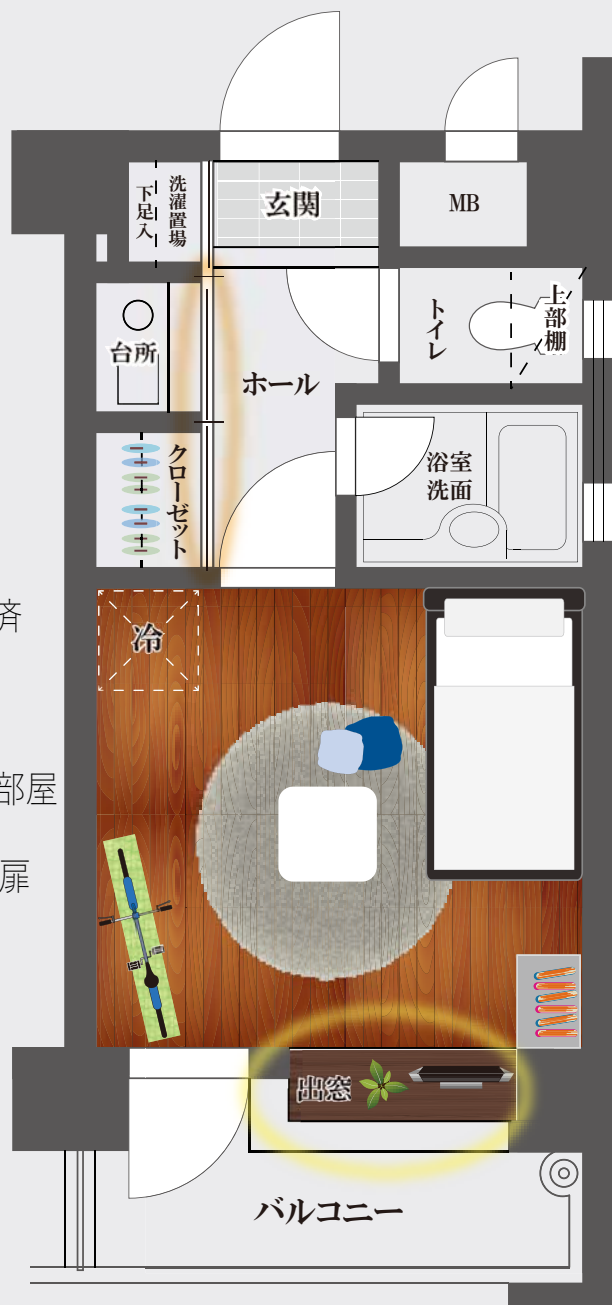 玄関
MB
洗濯置場
下足入
上部棚
トイレ
台所
ホール
クローゼット
浴室
洗面
済
冷
部屋
扉
出窓
バルコニー